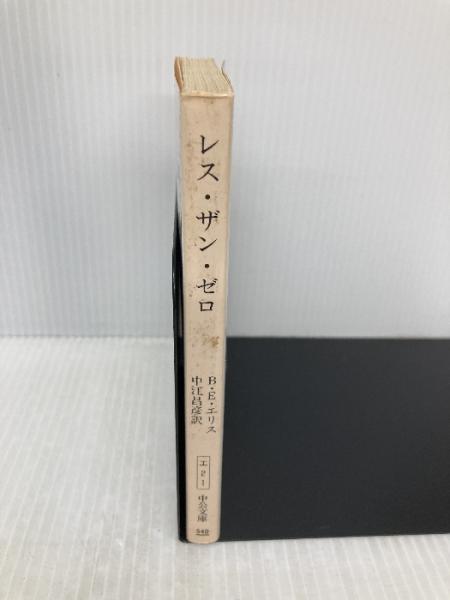 レス・ザン・ゼロ
B・E・エリス
中江昌彦訳
エ21
中公文庫
540